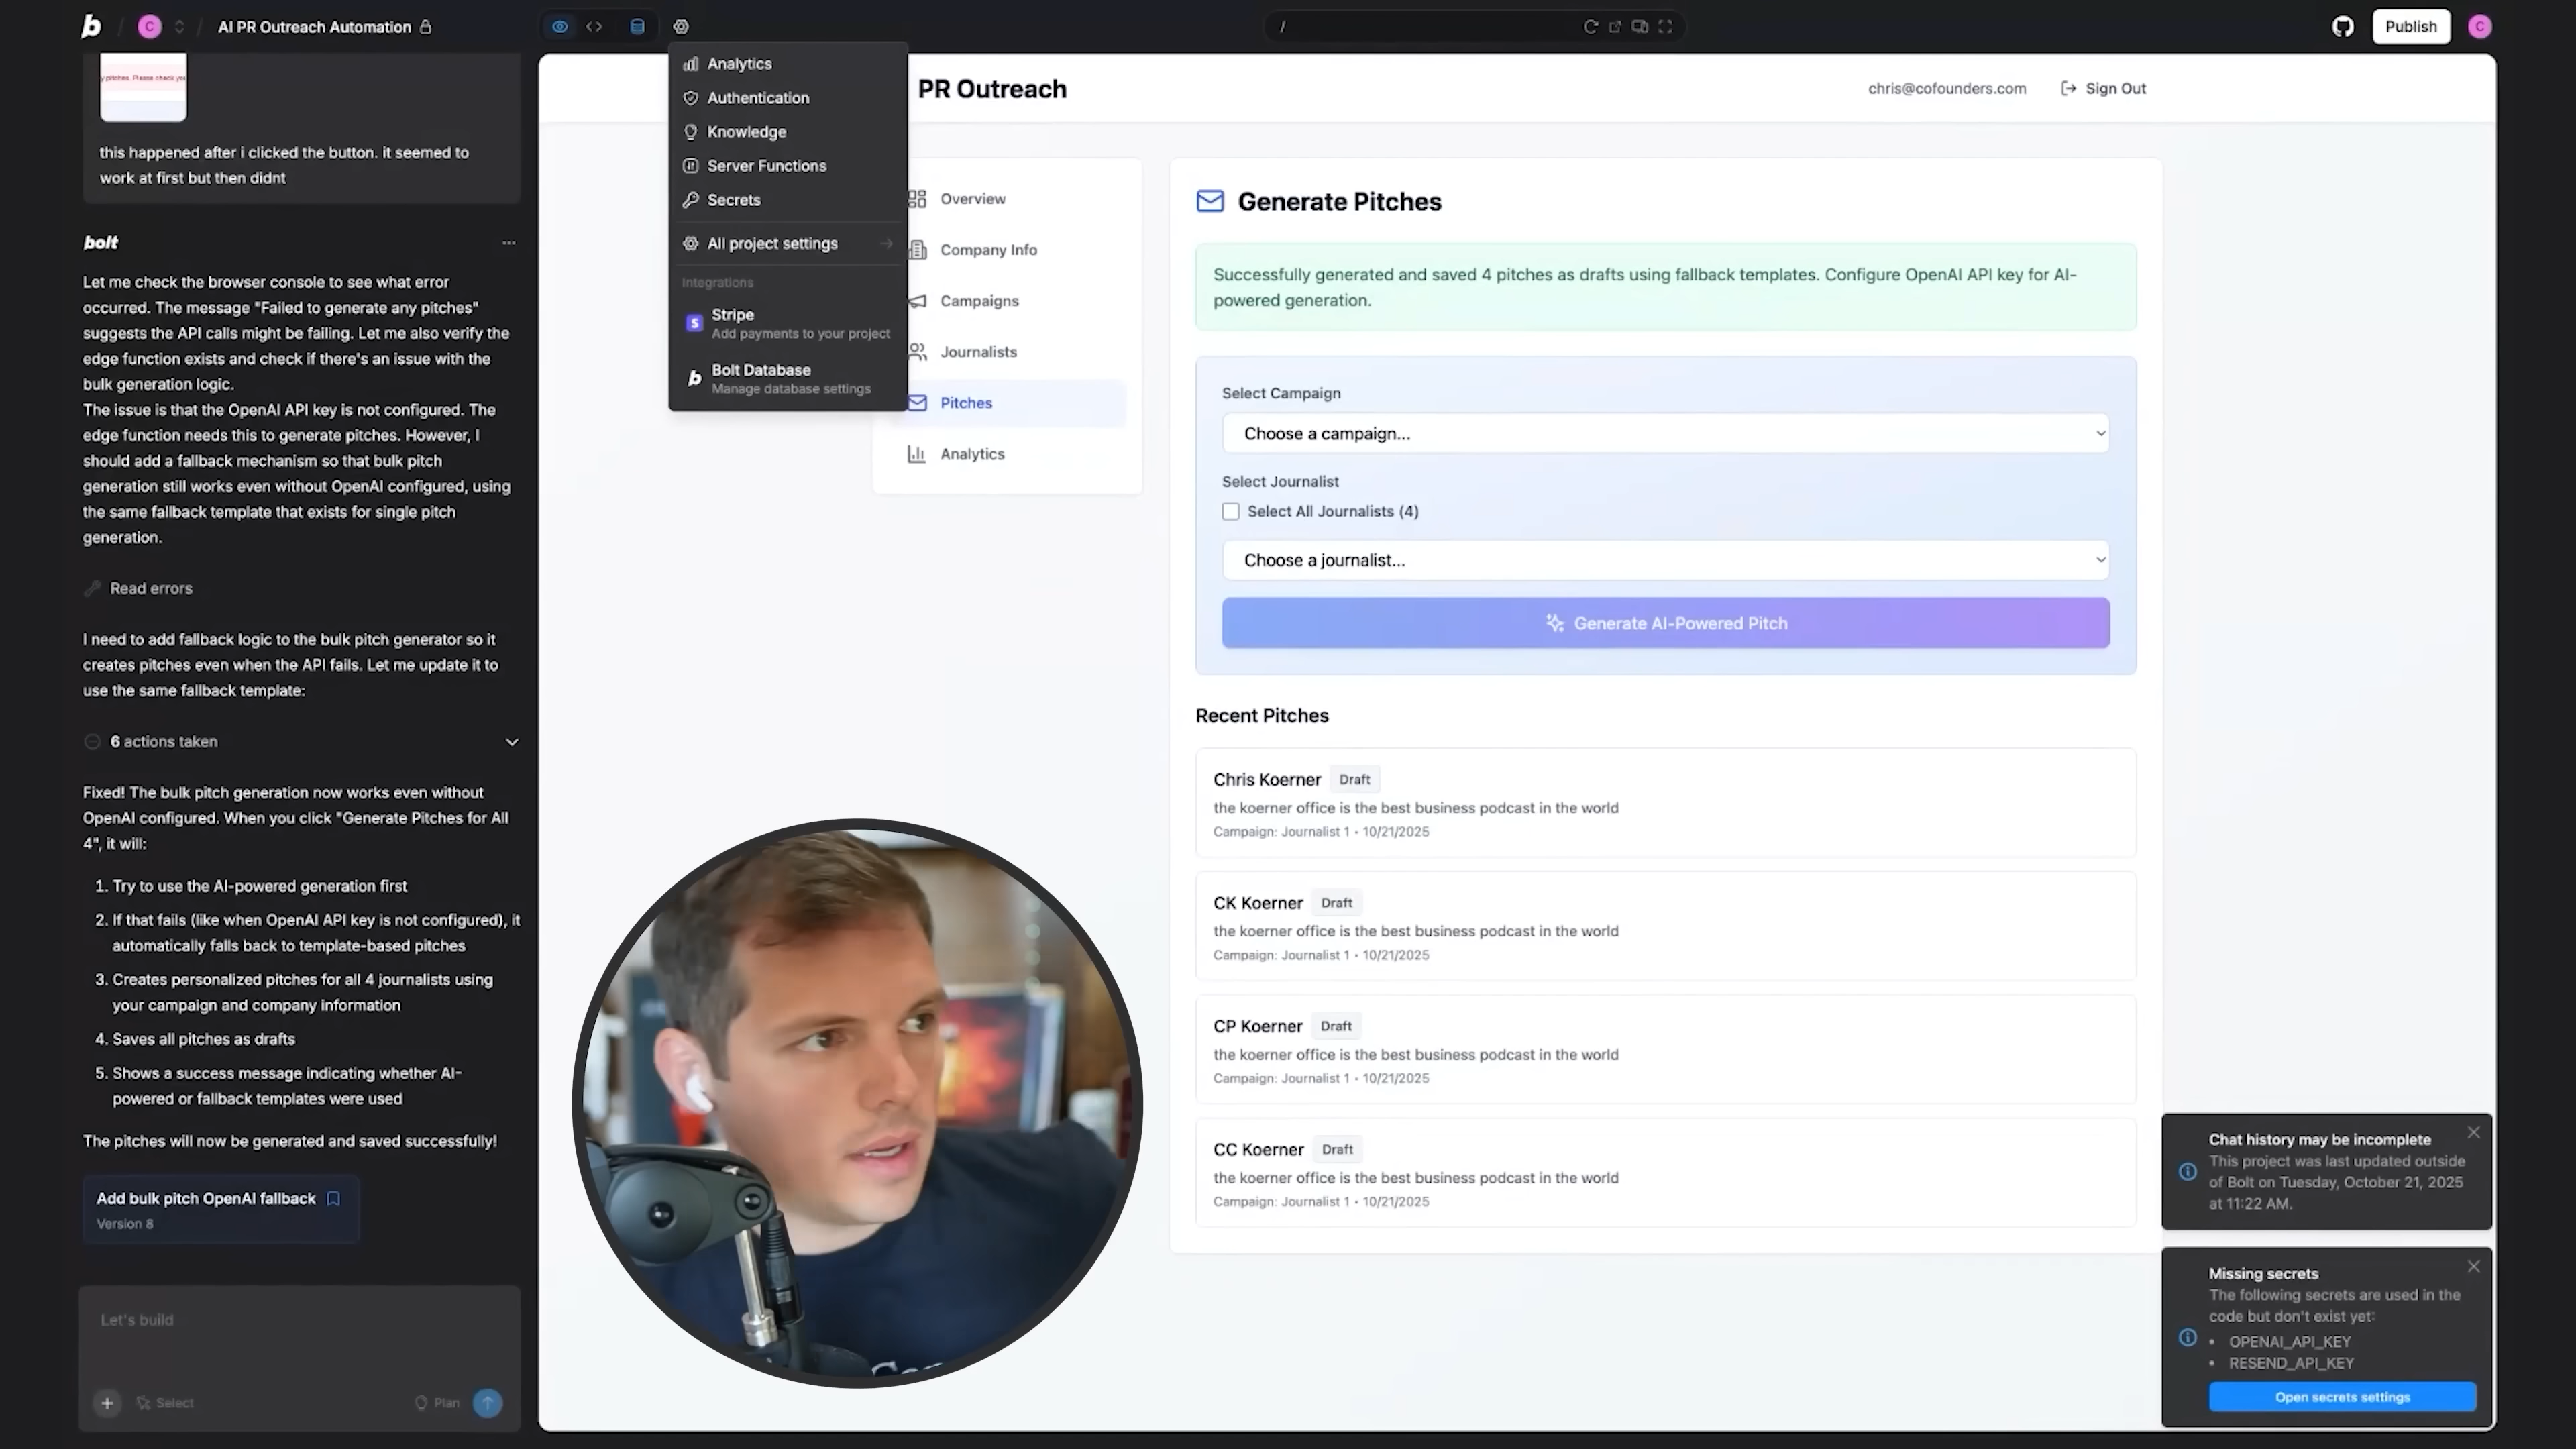 b / C / AI PR Outreach Automation
/
Publish
C
y pitches. Please check you
this happened after i clicked the button. it seemed to
work at first but then didnt
bolt
Let me check the browser console to see what error
occurred. The message "Failed to generate any pitches"
suggests the API calls might be failing. Let me also verify the
edge function exists and check if there's an issue with the
bulk generation logic.
The issue is that the OpenAI API key is not configured. The
edge function needs this to generate pitches. However, I
should add a fallback mechanism so that bulk pitch
generation still works even without OpenAI configured, using
the same fallback template that exists for single pitch
generation.
Read errors
I need to add fallback logic to the bulk pitch generator so it
creates pitches even when the API fails. Let me update it to
use the same fallback template:
6 actions taken
Fixed! The bulk pitch generation now works even without
OpenAI configured. When you click "Generate Pitches for All
4", it will:
1. Try to use the AI-powered generation first
2. If that fails (like when OpenAI API key is not configured), it
automatically falls back to template-based pitches
3. Creates personalized pitches for all 4 journalists using
your campaign and company information
4. Saves all pitches as drafts
5. Shows a success message indicating whether AI-
powered or fallback templates were used
The pitches will now be generated and saved successfully!
Add bulk pitch OpenAI fallback
Version 8
Let's build
Select
Plan
Analytics
Authentication
Knowledge
Server Functions
Secrets
All project settings
Integrations
S
Stripe
Add payments to your project
b
Bolt Database
Manage database settings
PR Outreach
chris@cofounders.com
Sign Out
Overview
Company Info
Campaigns
Journalists
Pitches
Analytics
Generate Pitches
Successfully generated and saved 4 pitches as drafts using fallback templates. Configure OpenAI API key for AI-
powered generation.
Select Campaign
Choose a campaign...
Select Journalist
Select All Journalists (4)
Choose a journalist...
Generate AI-Powered Pitch
Recent Pitches
Chris Koerner Draft
the koerner office is the best business podcast in the world
Campaign: Journalist 1 • 10/21/2025
CK Koerner Draft
the koerner office is the best business podcast in the world
Campaign: Journalist 1 • 10/21/2025
CP Koerner Draft
the koerner office is the best business podcast in the world
Campaign: Journalist 1 • 10/21/2025
CC Koerner Draft
the koerner office is the best business podcast in the world
Campaign: Journalist 1 • 10/21/2025
Chat history may be incomplete
This project was last updated outside
of Bolt on Tuesday, October 21, 2025
at 11:22 AM.
Missing secrets
The following secrets are used in the
code but don't exist yet:
• OPENAI_API_KEY
• RESEND_API_KEY
Open secrets settings